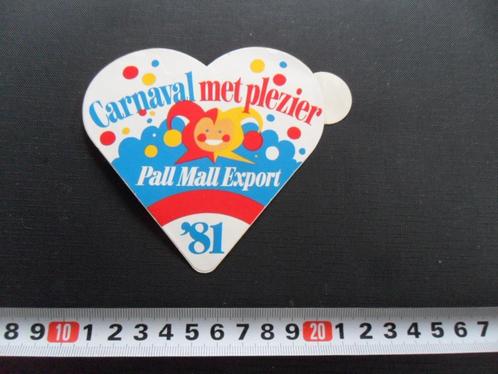 Carnaval met plezier
Pall Mall Export
'81
8 9 10 1 2 3 4 5 6 7 8 9 20 1 2 3 4 5 6 7